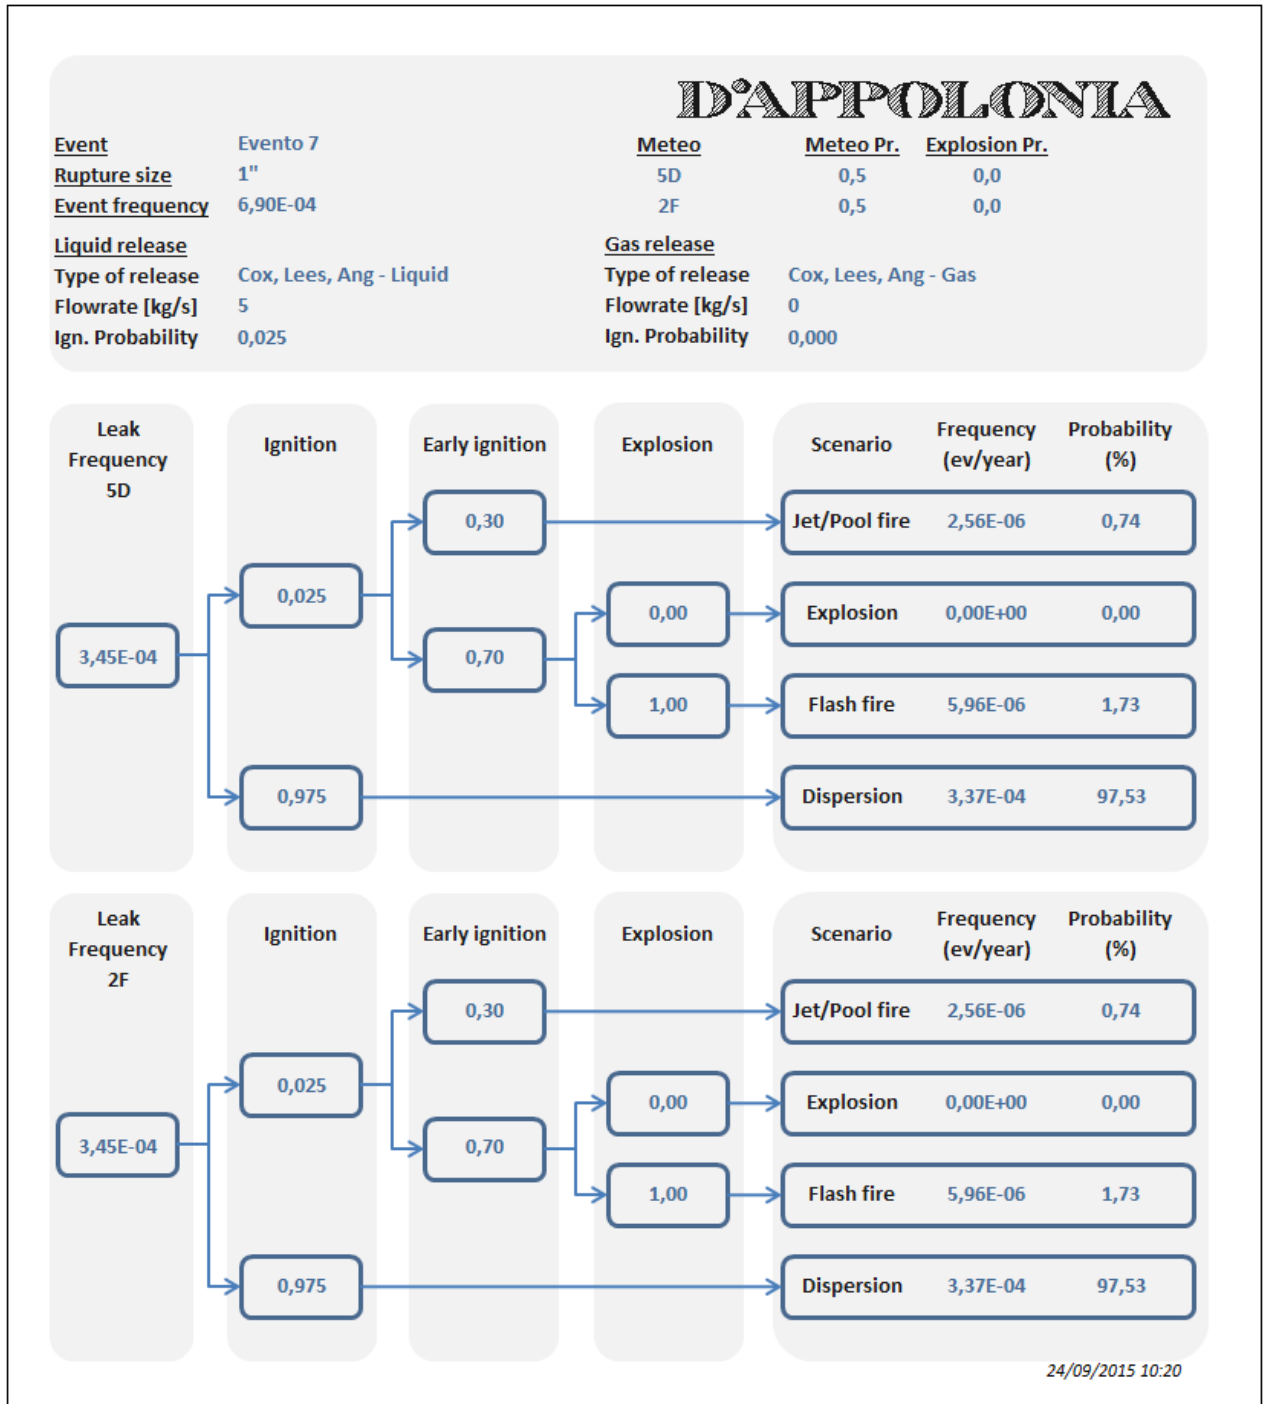 D'APPOLONIA
Event Evento 7 Meteo Meteo Pr. Explosion Pr.
Rupture size 1" 5D 0,5 0,0
Event frequency 6,90E-04 2F 0,5 0,0
Liquid release Gas release
Type of release Cox, Lees, Ang - Liquid Type of release Cox, Lees, Ang - Gas
Flowrate [kg/s] 5 Flowrate [kg/s] 0
Ign. Probability 0,025 Ign. Probability 0,000
Leak Frequency Probability
Frequency Ignition Early ignition Explosion Scenario (ev/year) (%)
5D
0,30 Jet/Pool fire 2,56E-06 0,74
0,025 0,00 Explosion 0,00E+00 0,00
3,45E-04 0,70
1,00 Flash fire 5,96E-06 1,73
0,975 Dispersion 3,37E-04 97,53
Leak Frequency Probability
Frequency Ignition Early ignition Explosion Scenario (ev/year) (%)
2F
0,30 Jet/Pool fire 2,56E-06 0,74
0,025 0,00 Explosion 0,00E+00 0,00
3,45E-04 0,70
1,00 Flash fire 5,96E-06 1,73
0,975 Dispersion 3,37E-04 97,53
24/09/2015 10:20